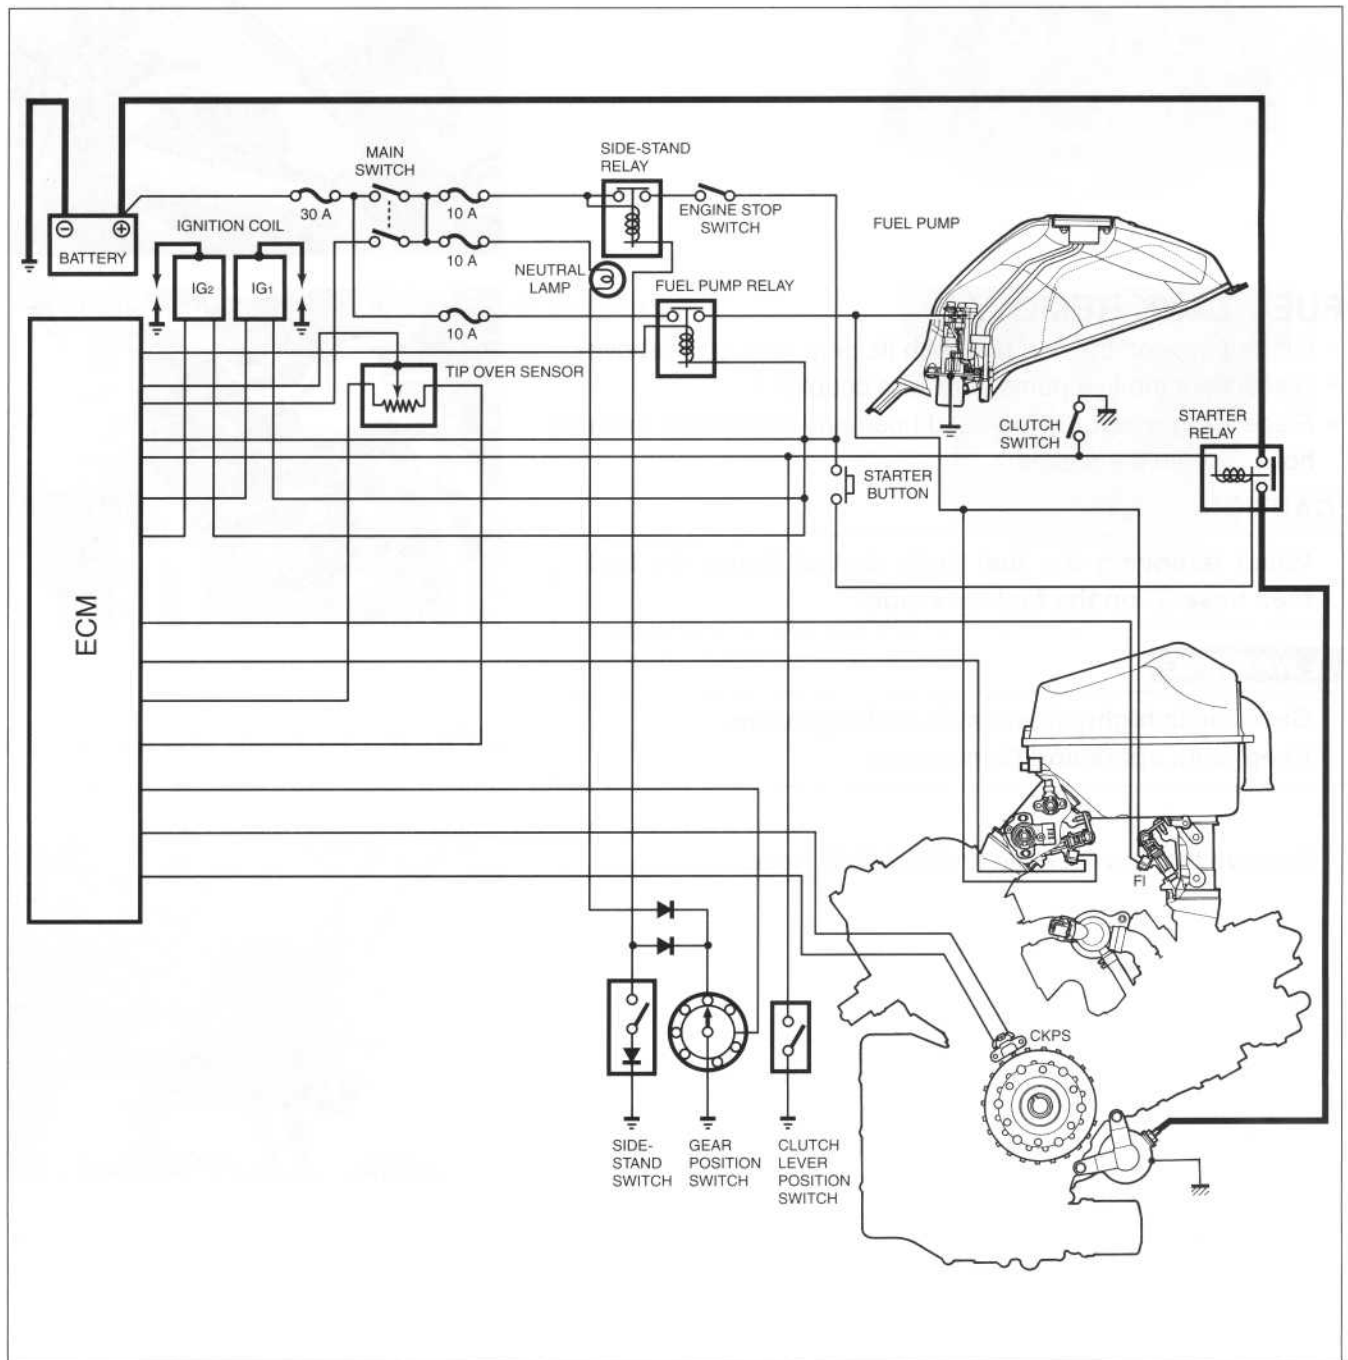 MAIN
SWITCH
SIDE-STAND
RELAY
30 A
10 A
ENGINE STOP
SWITCH
IGNITION COIL
FUEL PUMP
BATTERY
10 A
IG2
IG1
NEUTRAL
LAMP
FUEL PUMP RELAY
10 A
TIP OVER SENSOR
CLUTCH
SWITCH
STARTER
RELAY
STARTER
BUTTON
ECM
FI
CKPS
SIDE-
STAND
SWITCH
GEAR
POSITION
SWITCH
CLUTCH
LEVER
POSITION
SWITCH